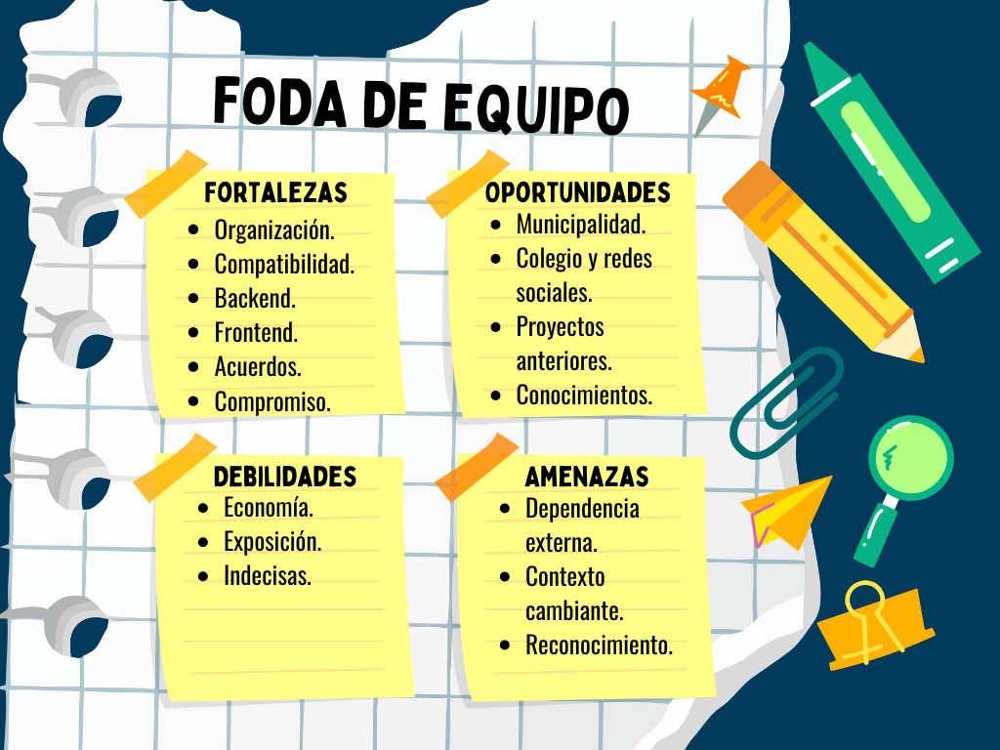 FODA DE EQUIPO
FORTALEZAS
• Organización.
• Compatibilidad.
• Backend.
• Frontend.
• Acuerdos.
• Compromiso.
OPORTUNIDADES
• Municipalidad.
• Colegio y redes
sociales.
• Proyectos
anteriores.
• Conocimientos.
DEBILIDADES
• Economía.
• Exposición.
• Indecisas.
AMENAZAS
• Dependencia
externa.
• Contexto
cambiante.
• Reconocimiento.